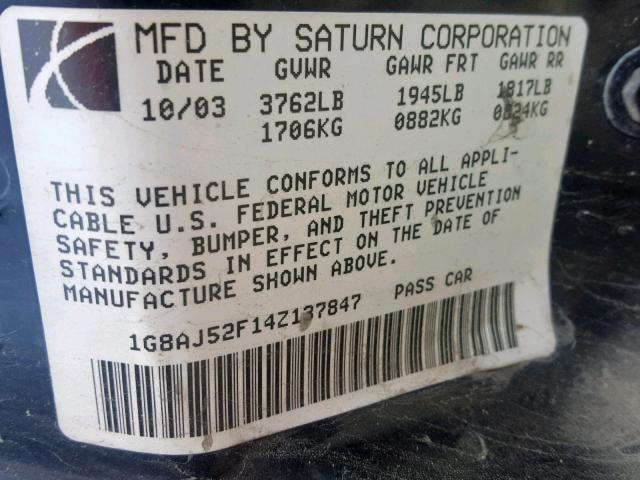 MFD BY SATURN CORPORATION
DATE GVWR GAWR FRT GAWR RR
10/03 3762LB 1945LB 1817LB
1706KG 0882KG 0824KG
THIS VEHICLE CONFORMS TO ALL APPLI-
CABLE U.S. FEDERAL MOTOR VEHICLE
SAFETY, BUMPER, AND THEFT PREVENTION
STANDARDS IN EFFECT ON THE DATE OF
MANUFACTURE SHOWN ABOVE.
1G8AJ52F14Z137847 PASS CAR